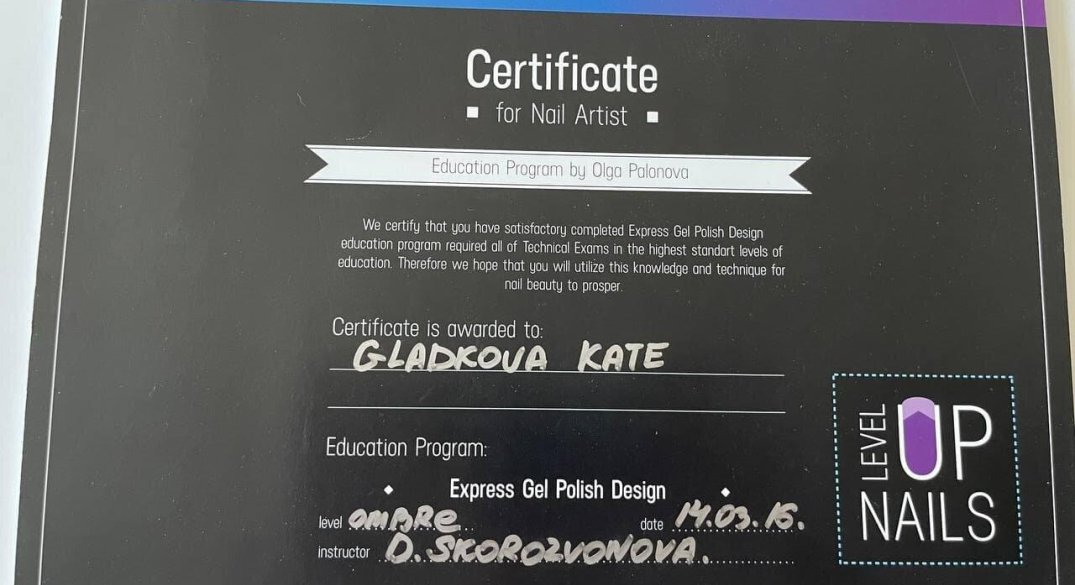 Certificate
for Nail Artist
Education Program by Olga Palonova
We certify that you have satisfactory completed Express Gel Polish Design
education program required all of Technical Exams in the highest standart levels of
education. Therefore we hope that you will utilize this knowledge and technique for
nail beauty to prosper.
Certificate is awarded to:
GLADKOVA KATE
Education Program:
Express Gel Polish Design
level OMBRE date 14.03.16.
instructor D. SKOROZVONOVA.
LEVEL
UP
NAILS